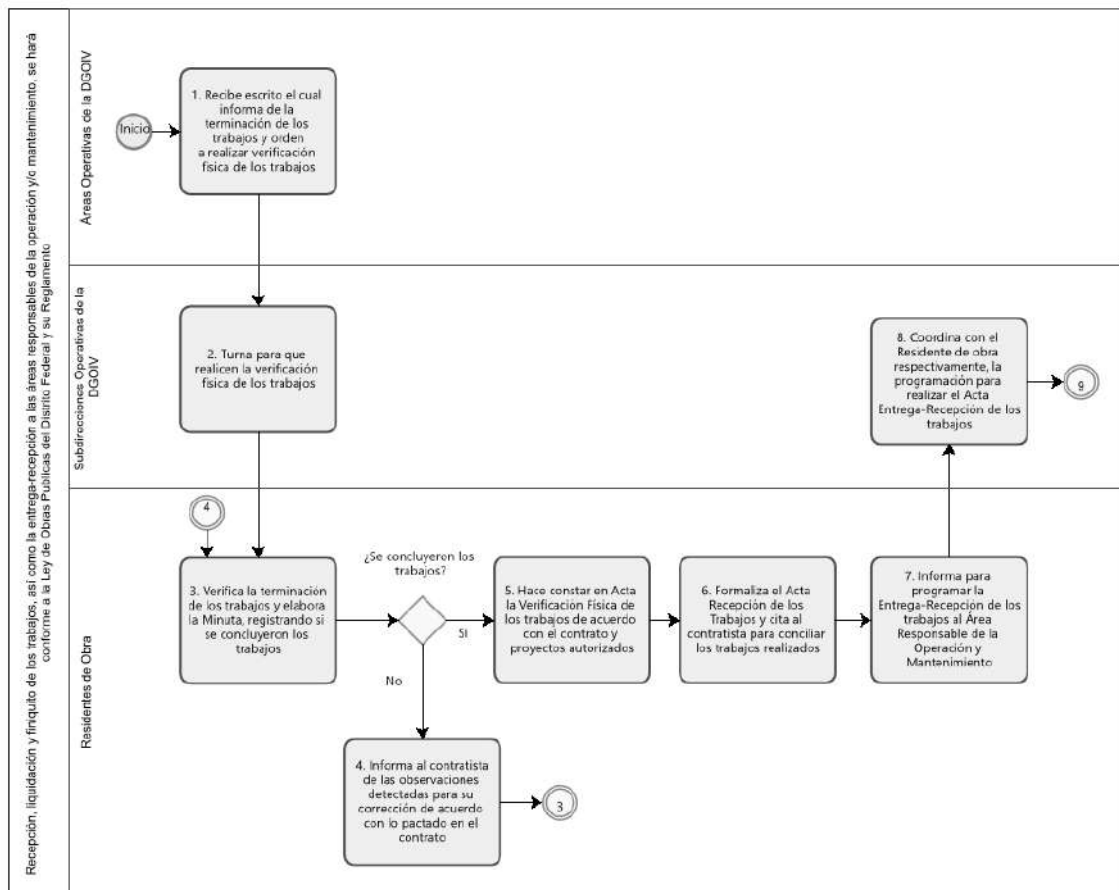 Recepción, liquidación y finiquito de los trabajos, así como la entrega-recepción a las áreas responsables de la operación y/o mantenimiento, se hará
conforme a la Ley de Obras Publicas del Distrito Federal y su Reglamento
Áreas Operativas de la DGOIV
Inicio
1. Recibe escrito el cual
informa de la
terminación de los
trabajos y orden
a realizar verificación
física de los trabajos
Subdirecciones Operativas de la
DGOIV
2. Turna para que
realicen la verificación
física de los trabajos
8. Coordina con el
Residente de obra
respectivamente, la
programación para
realizar el Acta
Entrega-Recepción de los
trabajos
9
Residentes de Obra
4
3. Verifica la terminación
de los trabajos y elabora
la Minuta, registrando si
se concluyeron los
trabajos
¿Se concluyeron los
trabajos?
SI
No
5. Hace constar en Acta
la Verificación Física de
los trabajos de acuerdo
con el contrato y
proyectos autorizados
6. Formaliza el Acta
Recepción de los
Trabajos y cita al
contratista para conciliar
los trabajos realizados
7. Informa para
programar la
Entrega-Recepción de los
trabajos al Área
Responsable de la
Operación y
Mantenimiento
4. Informa al contratista
de las observaciones
detectadas para su
corrección de acuerdo
con lo pactado en el
contrato
3